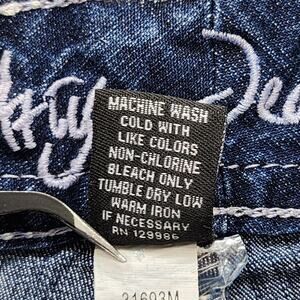 MACHINE WASH
COLD WITH
LIKE COLORS
NON-CHLORINE
BLEACH ONLY
TUMBLE DRY LOW
WARM IRON
IF NECESSARY
RN 129986